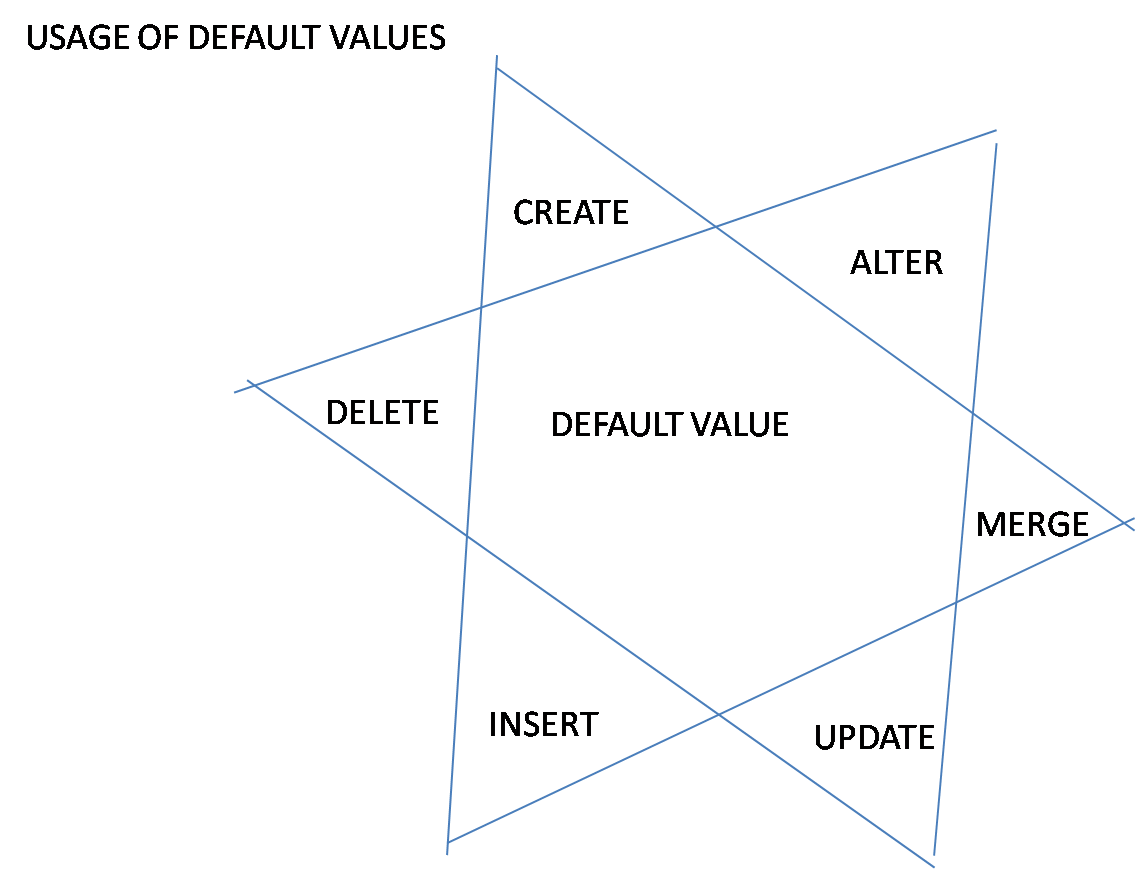 USAGE OF DEFAULT VALUES
CREATE
ALTER
DELETE
DEFAULT VALUE
MERGE
INSERT
UPDATE